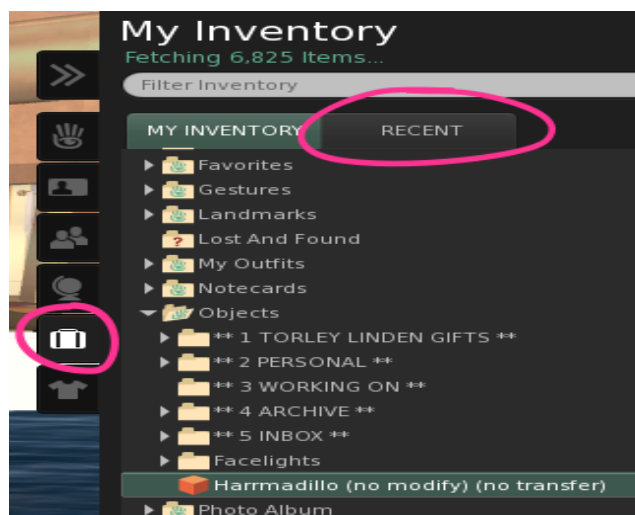 My Inventory
Fetching 6,825 Items...
Filter Inventory
MY INVENTORY RECENT
Favorites
Gestures
Landmarks
Lost And Found
My Outfits
Notecards
Objects
** 1 TORLEY LINDEN GIFTS **
** 2 PERSONAL **
** 3 WORKING ON **
** 4 ARCHIVE **
** 5 INBOX **
Facelights
Harrmadillo (no modify) (no transfer)
Photo Album